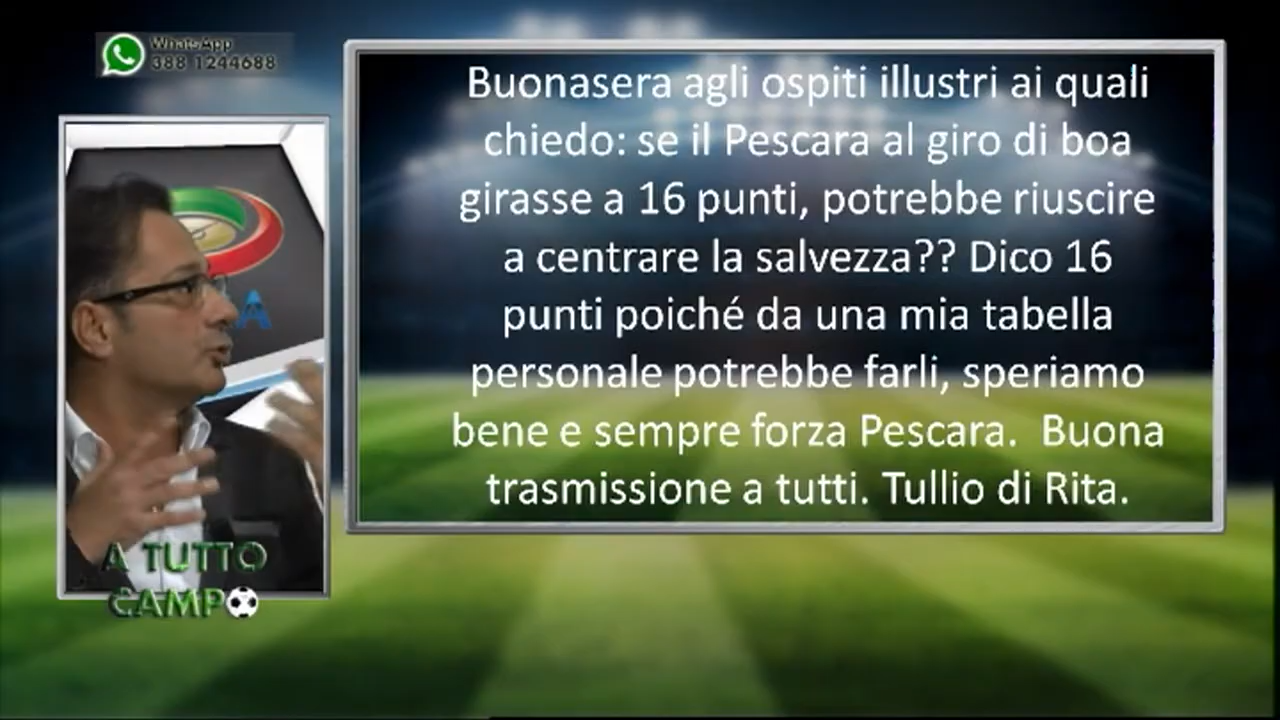 WhatsApp
388 1244688
Buonasera agli ospiti illustri ai quali
chiedo: se il Pescara al giro di boa
girasse a 16 punti, potrebbe riuscire
a centrare la salvezza?? Dico 16
punti poiché da una mia tabella
personale potrebbe farli, speriamo
bene e sempre forza Pescara. Buona
trasmissione a tutti. Tullio di Rita.
A
A TUTTO
CAMPO